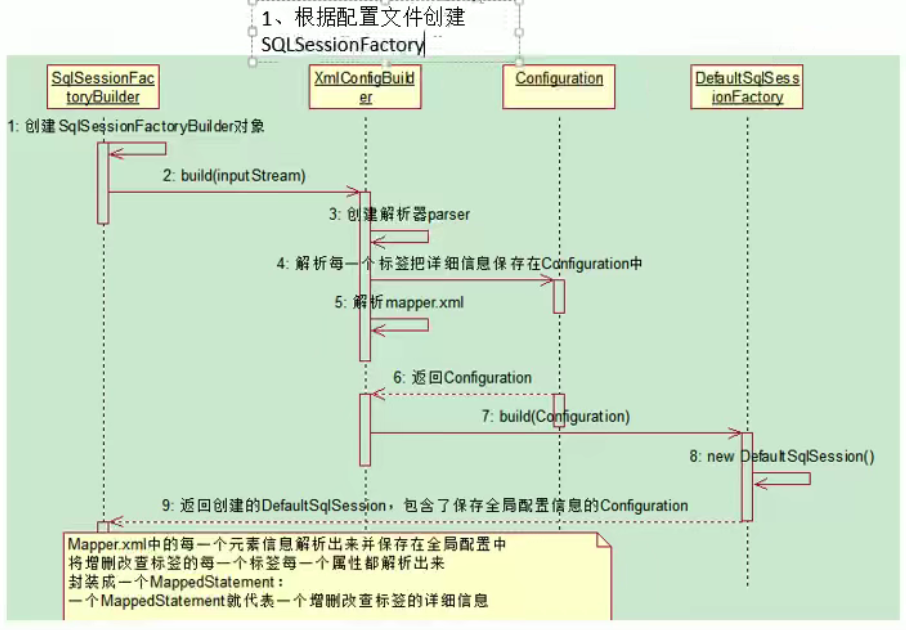 1、根据配置文件创建
SQLSessionFactory
SqlSessionFac
toryBuilder
XmlConfigBuild
er
Configuration
DefaultSqlSess
ionFactory
1: 创建SqlSessionFactoryBuilder对象
2: build(inputStream)
3: 创建解析器parser
4: 解析每一个标签把详细信息保存在Configuration中
5: 解析mapper.xml
6: 返回Configuration
7: build(Configuration)
8: new DefaultSqlSession()
9: 返回创建的DefaultSqlSession，包含了保存全局配置信息的Configuration
Mapper.xml中的每一个元素信息解析出来并保存在全局配置中
将增删改查标签的每一个标签每一个属性都解析出来
封装成一个MappedStatement：
一个MappedStatement就代表一个增删改查标签的详细信息